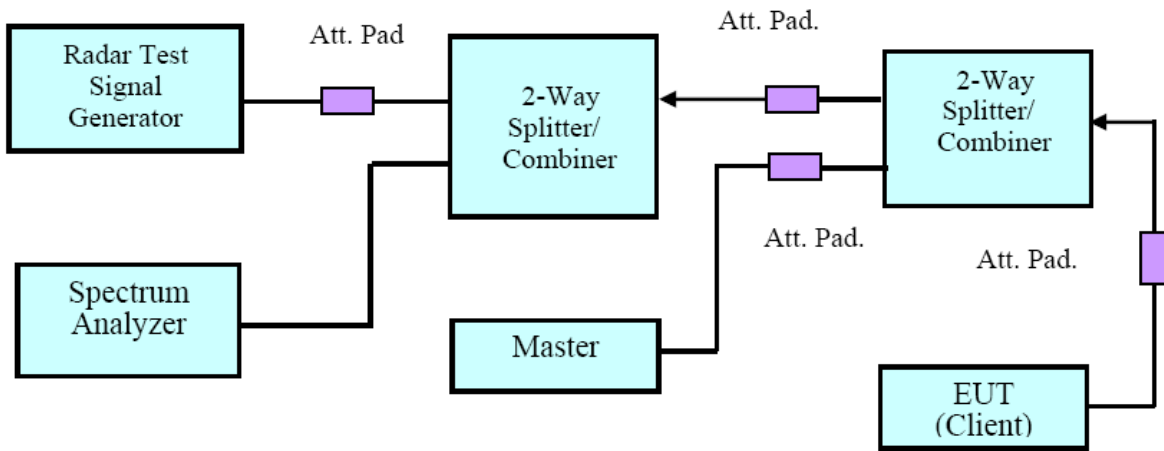 Att. Pad
Att. Pad.
Radar Test
Signal
Generator
2-Way
Splitter/
Combiner
2-Way
Splitter/
Combiner
Att. Pad.
Att. Pad.
Spectrum
Analyzer
Master
EUT
(Client)